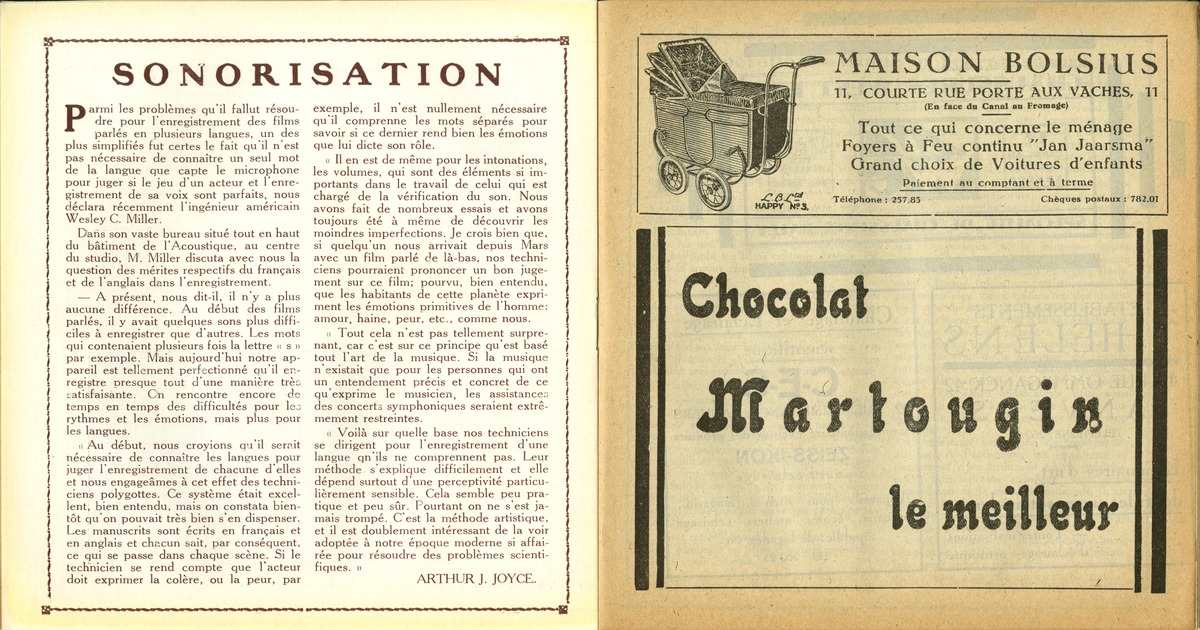 SONORISATION
Parmi les problèmes qu'il fallut résou-
dre pour l'enregistrement des films
parlés en plusieurs langues, un des
plus simplifiés fut certes le fait qu'il n'est
pas nécessaire de connaître un seul mot
de la langue que capte le microphone
pour juger si le jeu d'un acteur et l'enre-
gistrement de sa voix sont parfaits, nous
déclara récemment l'ingénieur américain
Wesley C. Miller.
Dans son vaste bureau situé tout en haut
du bâtiment de l'Acoustique, au centre
du studio, M. Miller discuta avec nous la
question des mérites respectifs du français
et de l'anglais dans l'enregistrement.
— A présent, nous dit-il, il n'y a plus
aucune différence. Au début des films
parlés, il y avait quelques sons plus diffi-
ciles à enregistrer que d'autres. Les mots
qui contenaient plusieurs fois la lettre « s »
par exemple. Mais aujourd'hui notre ap-
pareil est tellement perfectionné qu'il en-
registre presque tout d'une manière très
satisfaisante. On rencontre encore de
temps en temps des difficultés pour les
rythmes et les émotions, mais plus pour
les langues.
« Au début, nous croyions qu'il serait
nécessaire de connaître les langues pour
juger l'enregistrement de chacune d'elles
et nous engageâmes à cet effet des techni-
ciens polygottes. Ce système était excel-
lent, bien entendu, mais on constata bien-
tôt qu'on pouvait très bien s'en dispenser.
Les manuscrits sont écrits en français et
en anglais et chacun sait, par conséquent,
ce qui se passe dans chaque scène. Si le
technicien se rend compte que l'acteur
doit exprimer la colère, ou la peur, par
exemple, il n'est nullement nécessaire
qu'il comprenne les mots séparés pour
savoir si ce dernier rend bien les émotions
que lui dicte son rôle.
« Il en est de même pour les intonations,
les volumes, qui sont des éléments si im-
portants dans le travail de celui qui est
chargé de la vérification du son. Nous
avons fait de nombreux essais et avons
toujours été à même de découvrir les
moindres imperfections. Je crois bien que,
si quelqu'un nous arrivait depuis Mars
avec un film parlé de là-bas, nos techni-
ciens pourraient prononcer un bon juge-
ment sur ce film; pourvu, bien entendu,
que les habitants de cette planète expri-
ment les émotions primitives de l'homme:
amour, haine, peur, etc., comme nous.
« Tout cela n'est pas tellement surpre-
nant, car c'est sur ce principe qu'est basé
tout l'art de la musique. Si la musique
n'existait que pour les personnes qui ont
un entendement précis et concret de ce
qu'exprime le musicien, les assistances
des concerts symphoniques seraient extrê-
mement restreintes.
« Voilà sur quelle base nos techniciens
se dirigent pour l'enregistrement d'une
langue qn'ils ne comprennent pas. Leur
méthode s'explique difficilement et elle
dépend surtout d'une perceptivité particu-
lièrement sensible. Cela semble peu pra-
tique et peu sûr. Pourtant on ne s'est ja-
mais trompé. C'est la méthode artistique,
et il est doublement intéressant de la voir
adoptée à notre époque moderne si affai-
rée pour résoudre des problèmes scienti-
fiques. »
ARTHUR J. JOYCE.
MAISON BOLSIUS
11, COURTE RUE PORTE AUX VACHES, 11
(En face du Canal au Fromage)
Tout ce qui concerne le ménage
Foyers à Feu continu "Jan Jaarsma"
Grand choix de Voitures d'enfants
Paiement au comptant et à terme
L.B. Ltd
HAPPY Nº3.
Téléphone : 257.85
Chèques postaux : 782.01
Chocolat
Martougin
le meilleur